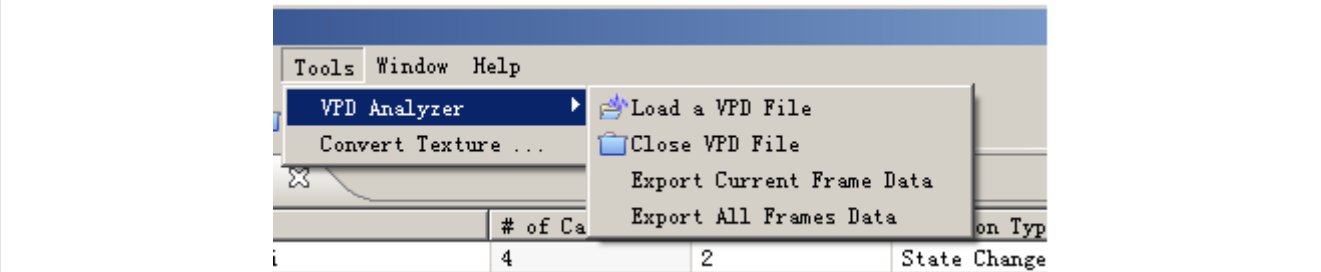 Tools Window Help
VPD Analyzer
Convert Texture ...
Load a VPD File
Close VPD File
Export Current Frame Data
Export All Frames Data
# of Ca on Typ
i 4 2 State Change